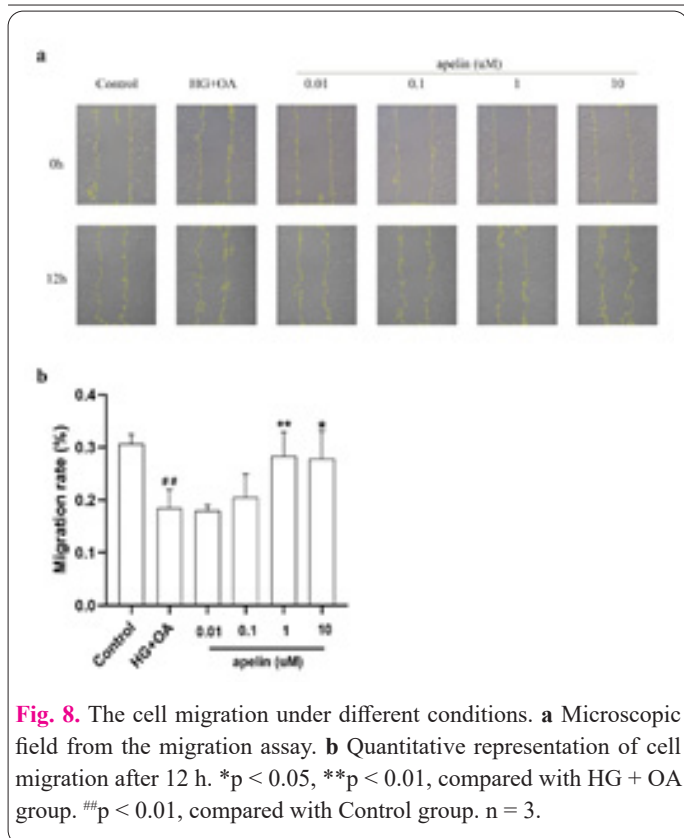 a
apelin (uM)
Control HG+OA 0.01 0.1 1 10
0h
12h
b
Migration rate (%)
0.4
0.3
0.2
0.1
0.0
## ** *
Control HG+OA 0.01 0.1 1 10
apelin (uM)
Fig. 8. The cell migration under different conditions. a Microscopic
field from the migration assay. b Quantitative representation of cell
migration after 12 h. *p < 0.05, **p < 0.01, compared with HG + OA
group. ##p < 0.01, compared with Control group. n = 3.